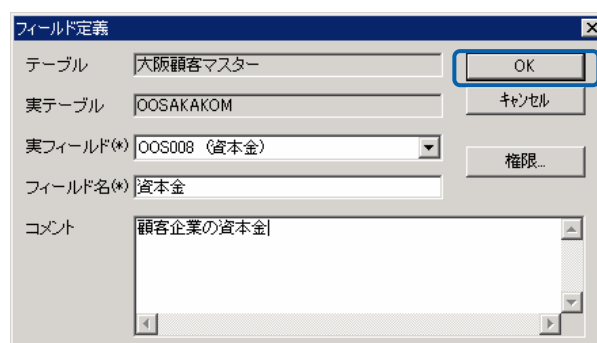 フィールド定義
テーブル 大阪顧客マスター OK
実テーブル OOSAKAKOM キャンセル
実フィールド(*) OOS008 (資本金)
権限...
フィールド名(*) 資本金
コメント 顧客企業の資本金